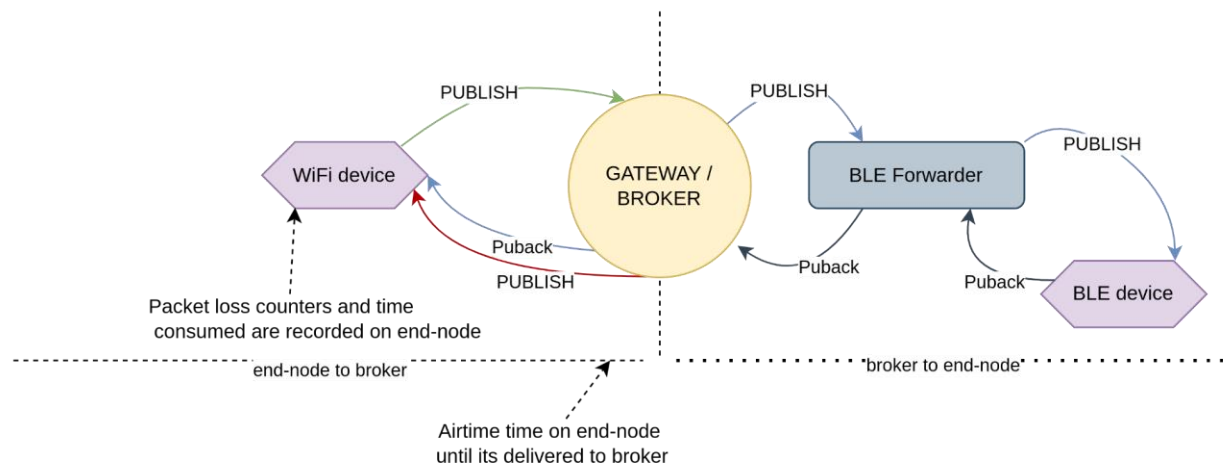 PUBLISH
PUBLISH
PUBLISH
WiFi device
GATEWAY /
BROKER
BLE Forwarder
Puback
PUBLISH
Puback
Puback
BLE device
Packet loss counters and time
consumed are recorded on end-node
end-node to broker
broker to end-node
Airtime time on end-node
until its delivered to broker